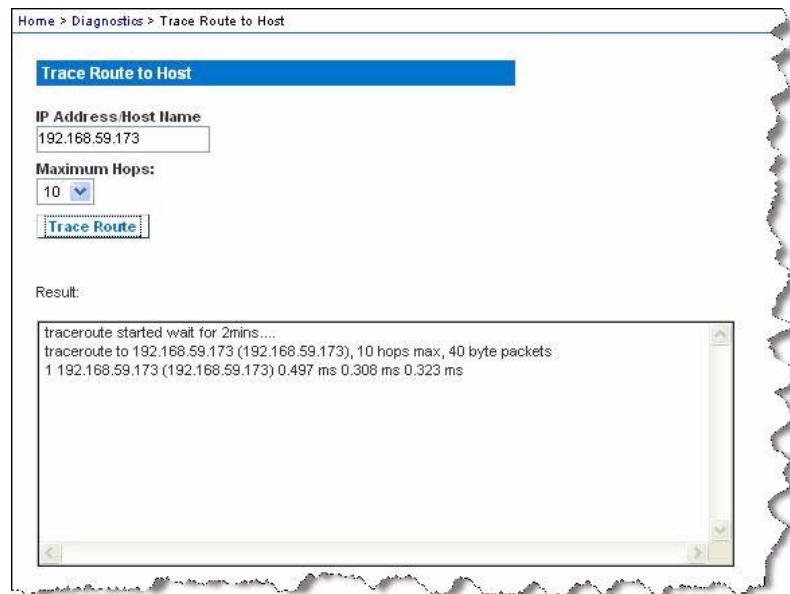 Home > Diagnostics > Trace Route to Host
Trace Route to Host
IP Address/Host Name
192.168.59.173
Maximum Hops:
10
Trace Route
Result:
traceroute started wait for 2mins....
traceroute to 192.168.59.173 (192.168.59.173), 10 hops max, 40 byte packets
1 192.168.59.173 (192.168.59.173) 0.497 ms 0.308 ms 0.323 ms